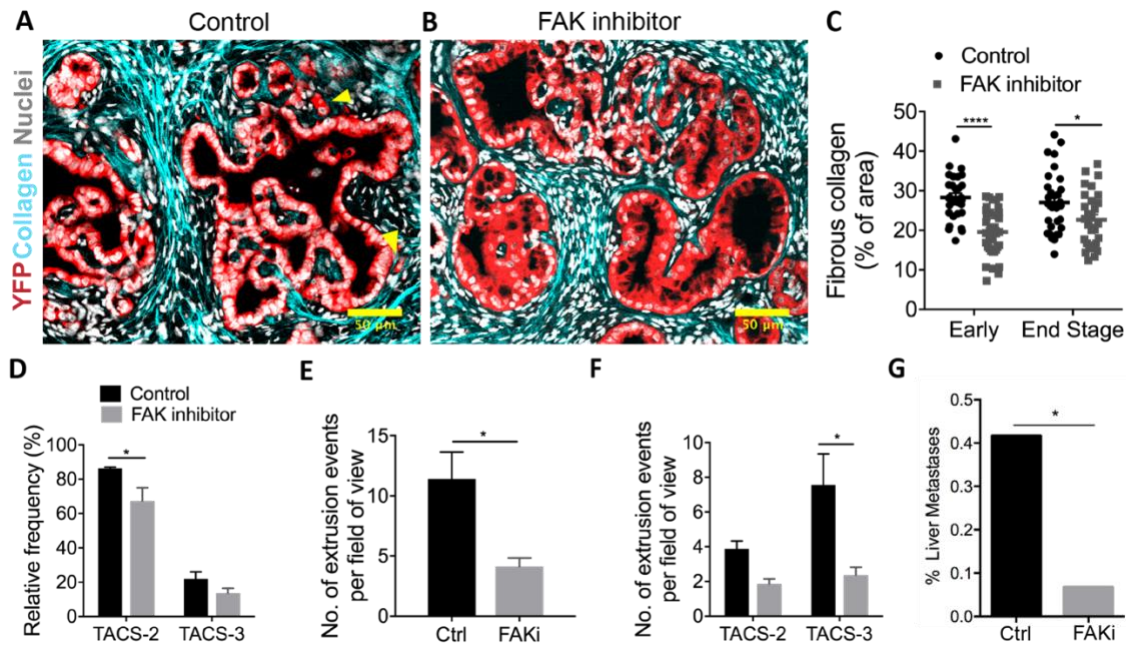 A
Control
B
FAK inhibitor
C
YFP Collagen Nuclei
50 µm
50 µm
Control
FAK inhibitor
Fibrous collagen
(% of area)
50
40
30
20
10
0
****
*
Early
End Stage
D
Control
FAK inhibitor
Relative frequency (%)
100
80
60
40
20
0
*
TACS-2
TACS-3
E
No. of extrusion events
per field of view
15
10
5
0
*
Ctrl
FAKi
F
No. of extrusion events
per field of view
10
8
6
4
2
0
*
TACS-2
TACS-3
G
% Liver Metastases
0.5
0.4
0.3
0.2
0.1
0.0
*
Ctrl
FAKi